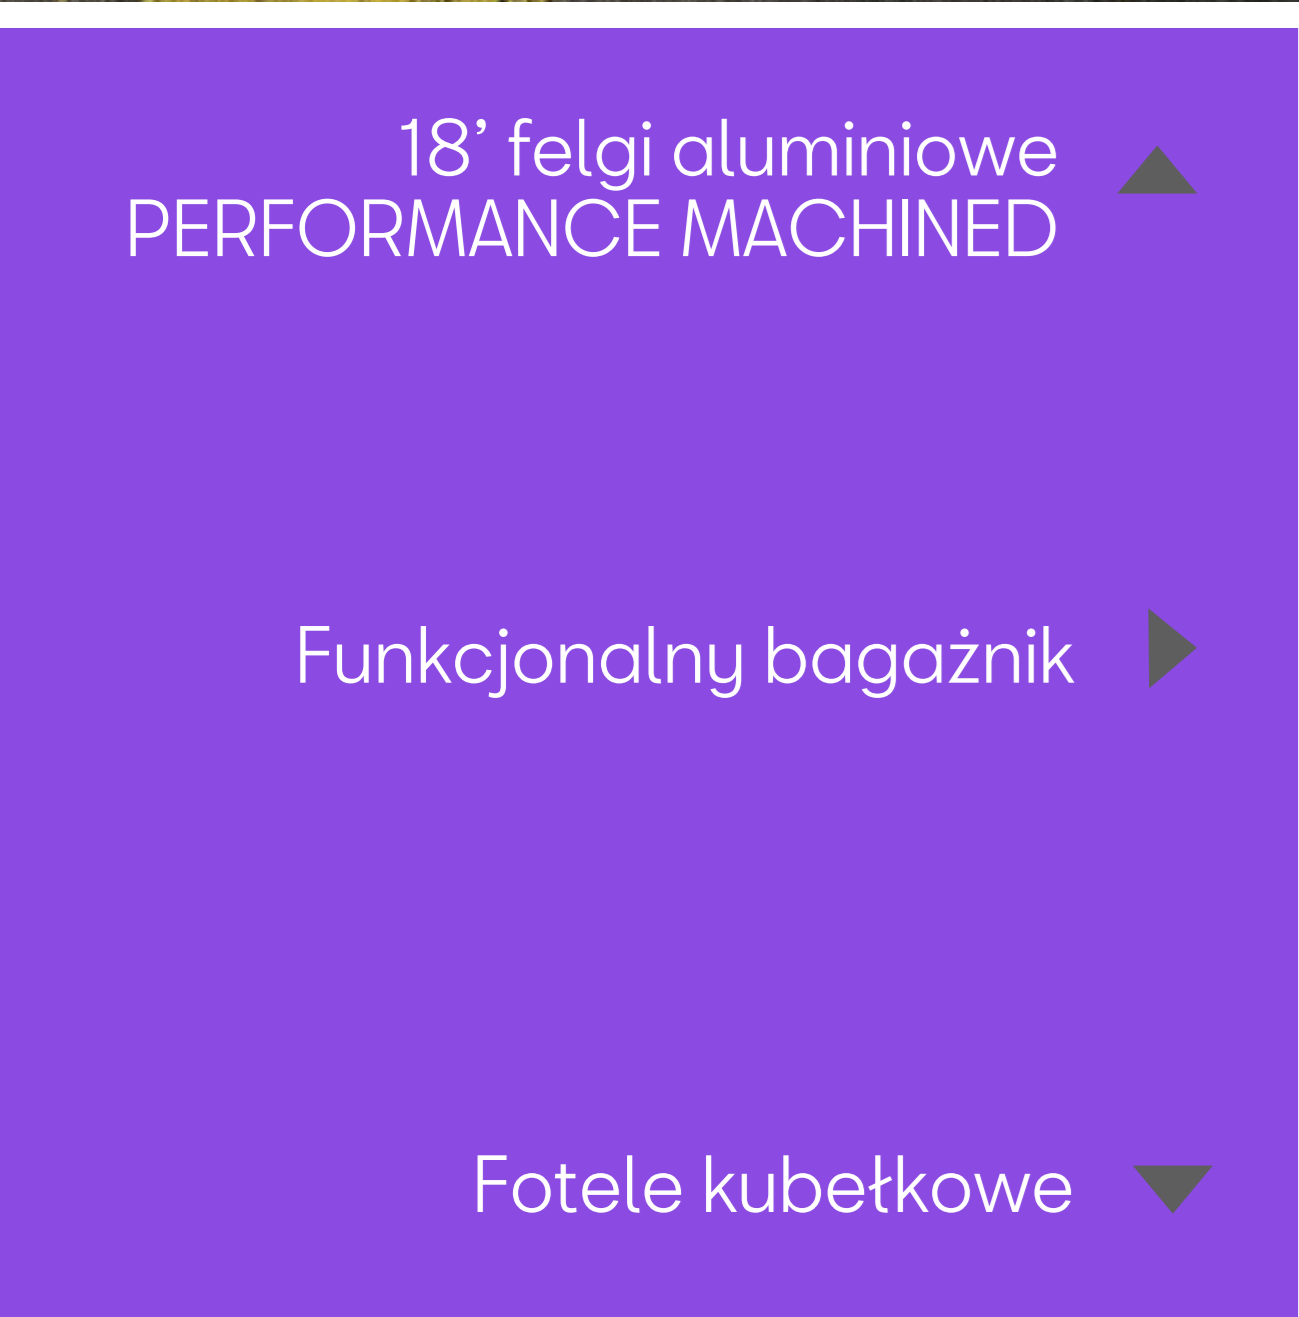 18’ felgi aluminiowe
PERFORMANCE MACHINED
Funkcjonalny bagażnik
Fotele kubełkowe